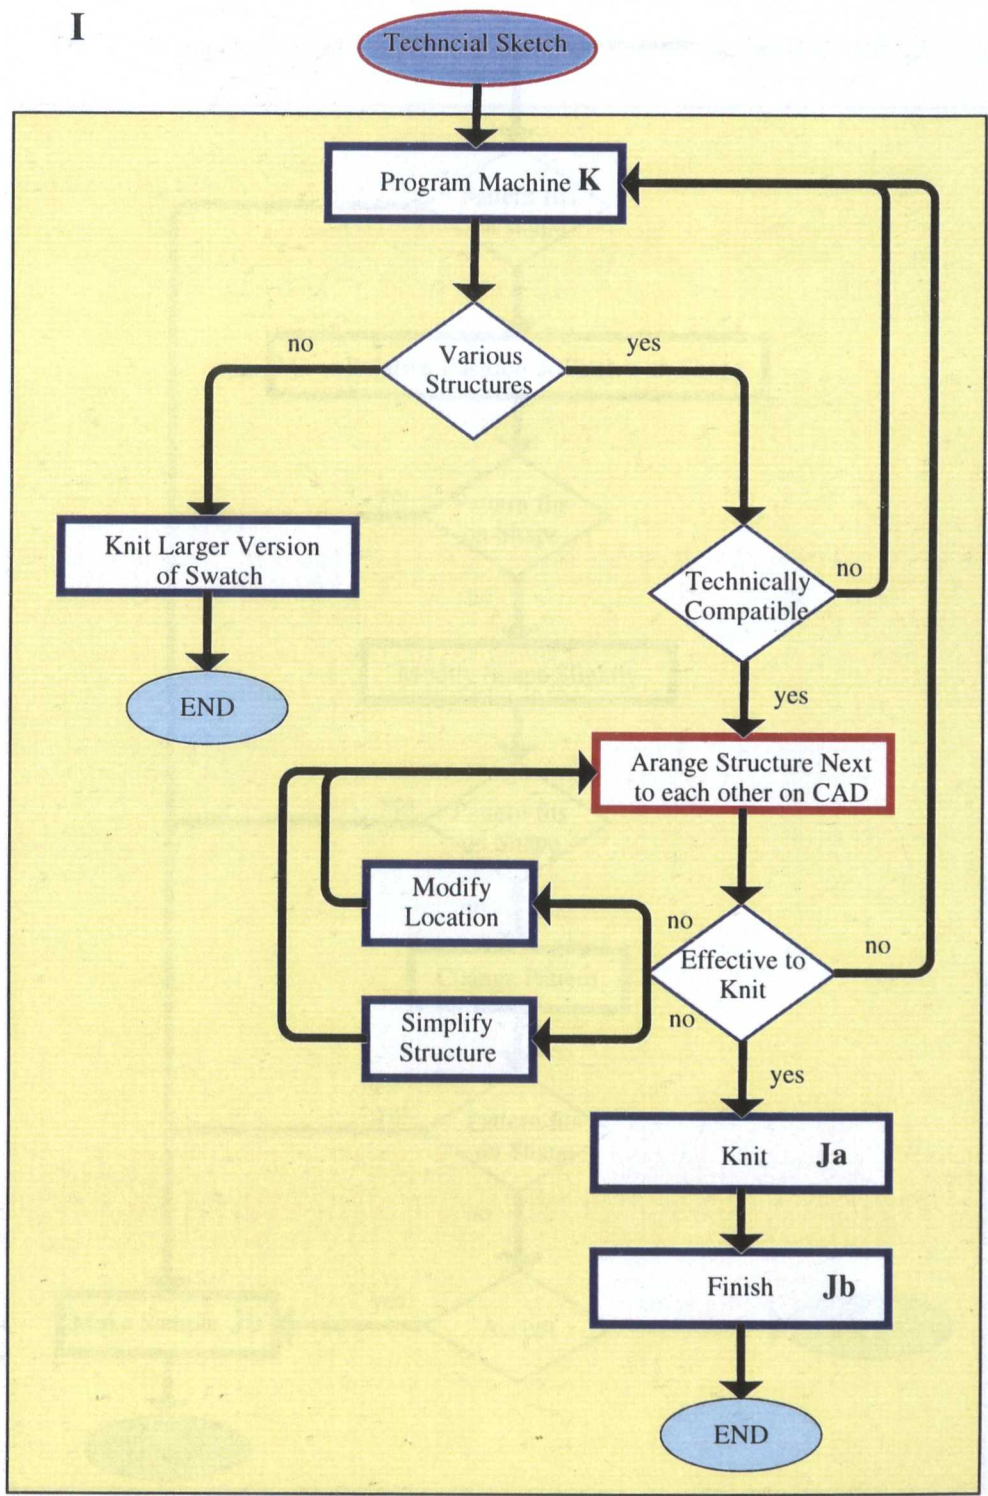 I
Techncial Sketch
Program Machine K
no
yes
Various
Structures
Knit Larger Version
of Swatch
no
Technically
Compatible
END
yes
Arange Structure Next
to each other on CAD
Modify
Location
no
no
Effective to
Knit
Simplify
Structure
no
yes
Knit Ja
Finish Jb
END